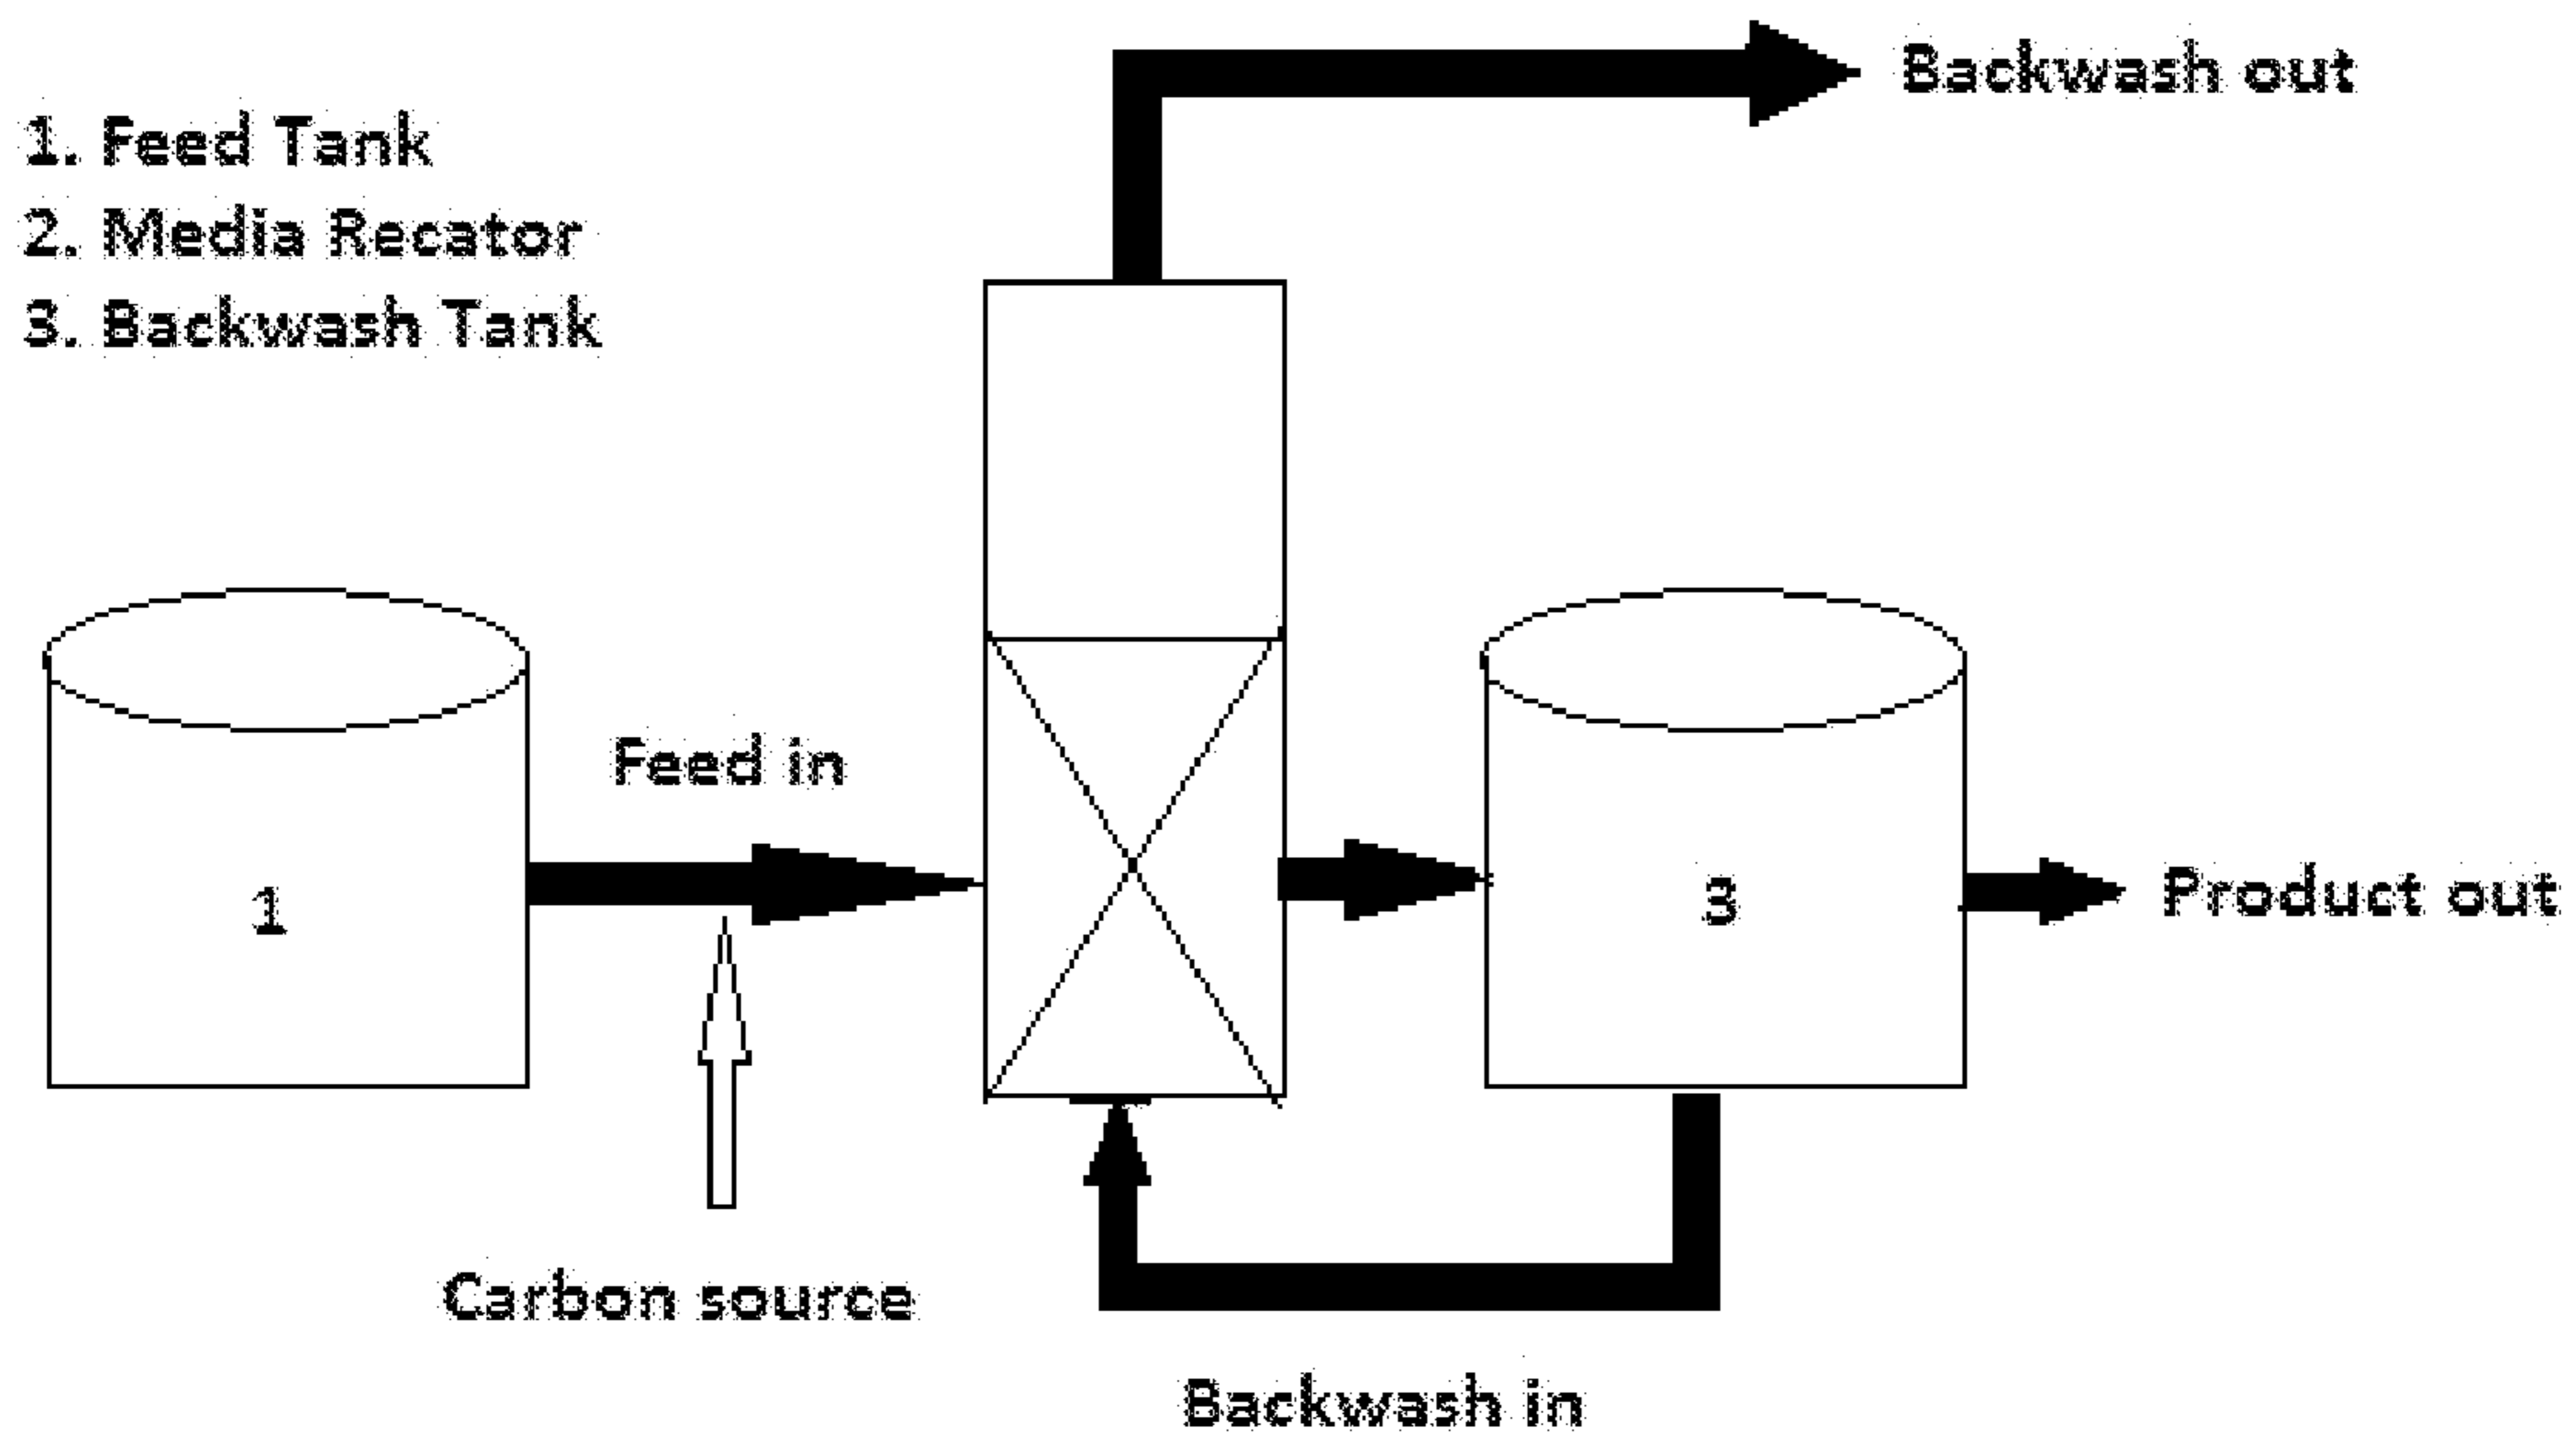 Backwash out
1. Feed Tank
2. Media Recator
3. Backwash Tank
Feed in
1
3
Product out
Carbon source
Backwash in